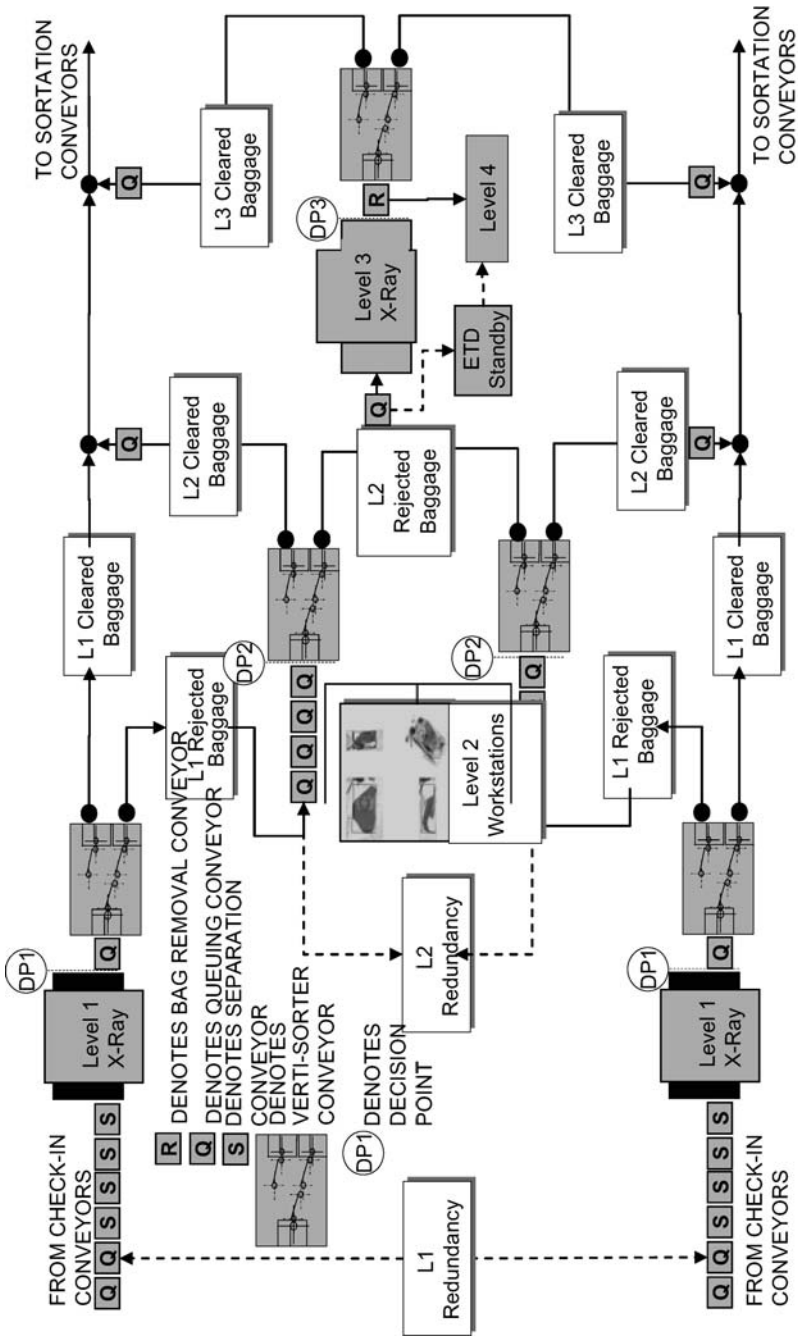 FROM CHECK-IN
CONVEYORS
Q Q S S S S
Level 1
X-Ray
DP1
Q
L1 Cleared
Baggage
TO SORTATION
CONVEYORS
Q
L2 Cleared
Baggage
Q
L3 Cleared
Baggage
R
DENOTES BAG REMOVAL CONVEYOR
Q
DENOTES QUEUING CONVEYOR
S
DENOTES SEPARATION
CONVEYOR
DENOTES
VERTI-SORTER
CONVEYOR
DP1
DENOTES
DECISION
POINT
L1 Rejected
Baggage
Q Q Q Q
DP2
L2
Rejected
Baggage
Q
Level 3
X-Ray
DP3
R
ETD
Standby
Level 4
L1
Redundancy
L2
Redundancy
Level 2
Workstations
Q
DP2
L1 Rejected
Baggage
L2 Cleared
Baggage
Q
L3 Cleared
Baggage
Q
FROM CHECK-IN
CONVEYORS
Q Q S S S S
Level 1
X-Ray
DP1
Q
L1 Cleared
Baggage
TO SORTATION
CONVEYORS